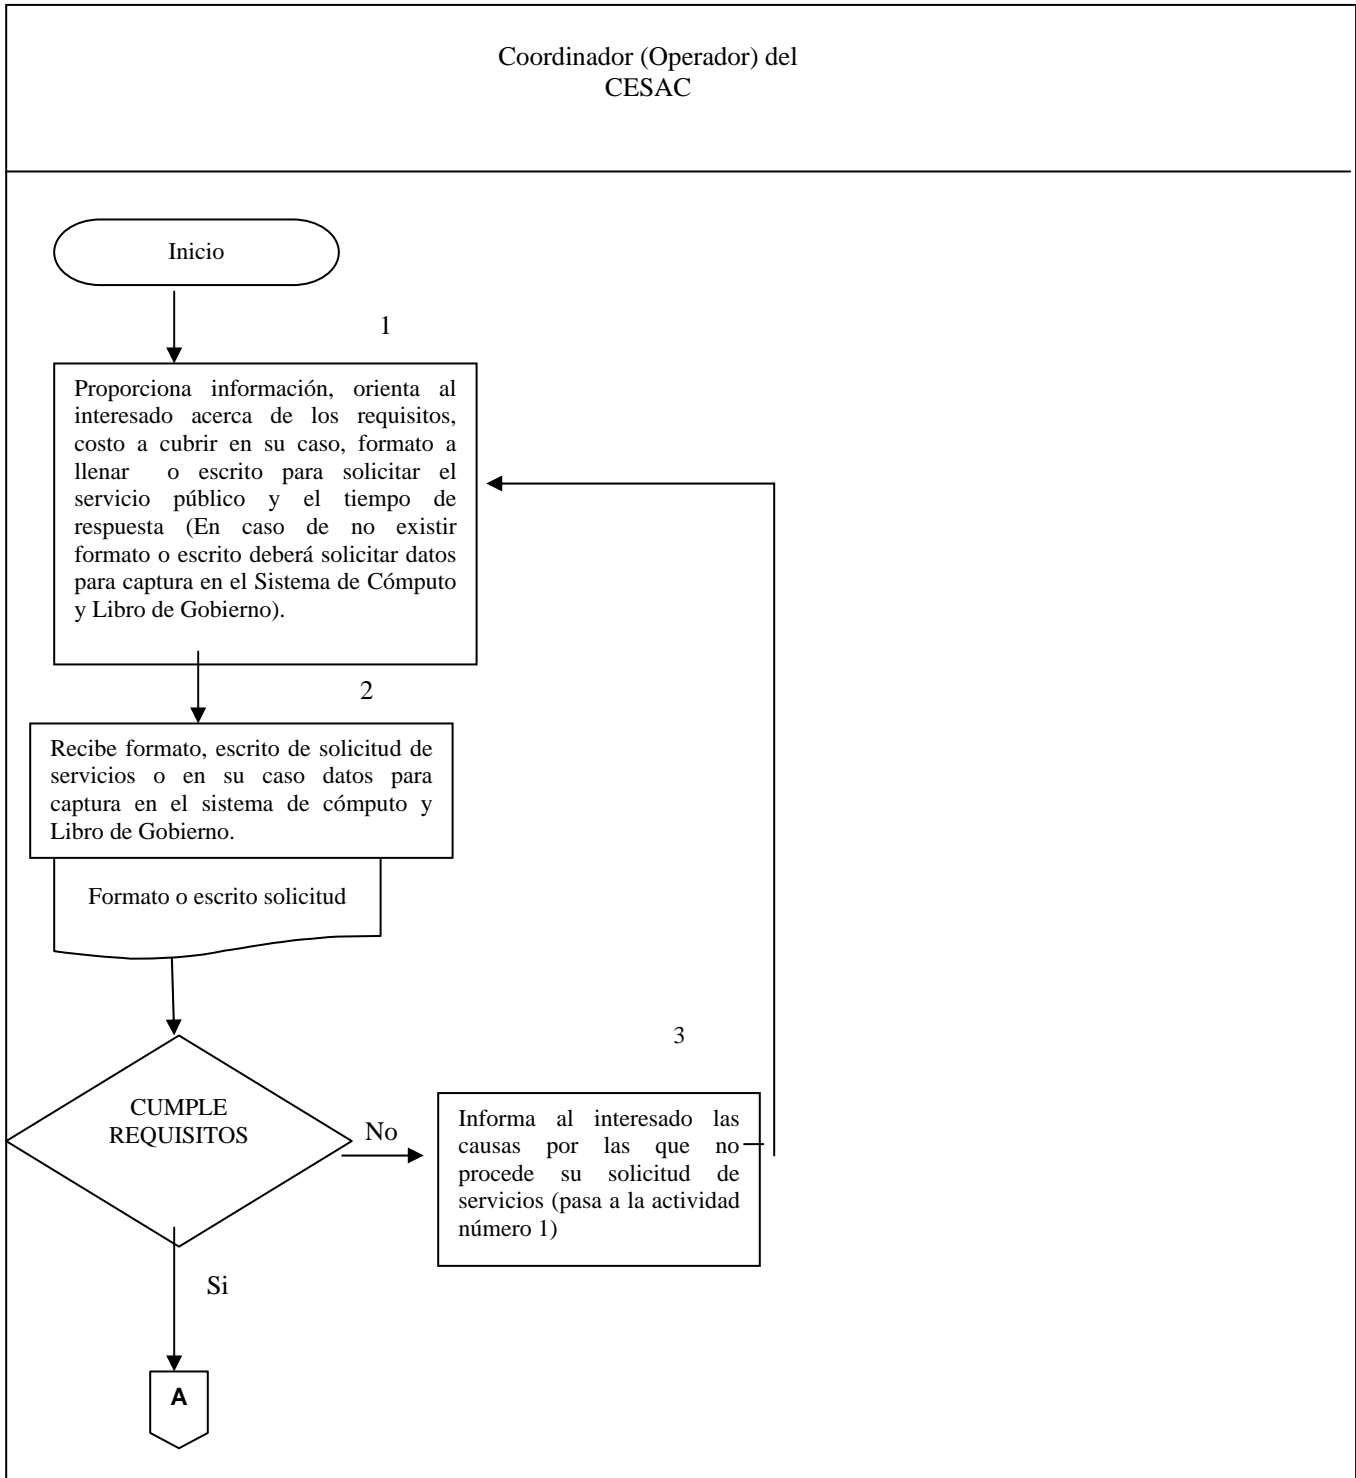 Coordinador (Operador) del
CESAC
Inicio
1
Proporciona información, orienta al
interesado acerca de los requisitos,
costo a cubrir en su caso, formato a
llenar o escrito para solicitar el
servicio público y el tiempo de
respuesta (En caso de no existir
formato o escrito deberá solicitar datos
para captura en el Sistema de Cómputo
y Libro de Gobierno).
2
Recibe formato, escrito de solicitud de
servicios o en su caso datos para
captura en el sistema de cómputo y
Libro de Gobierno.
Formato o escrito solicitud
CUMPLE
REQUISITOS
No
3
Informa al interesado las
causas por las que no
procede su solicitud de
servicios (pasa a la actividad
número 1)
Si
A